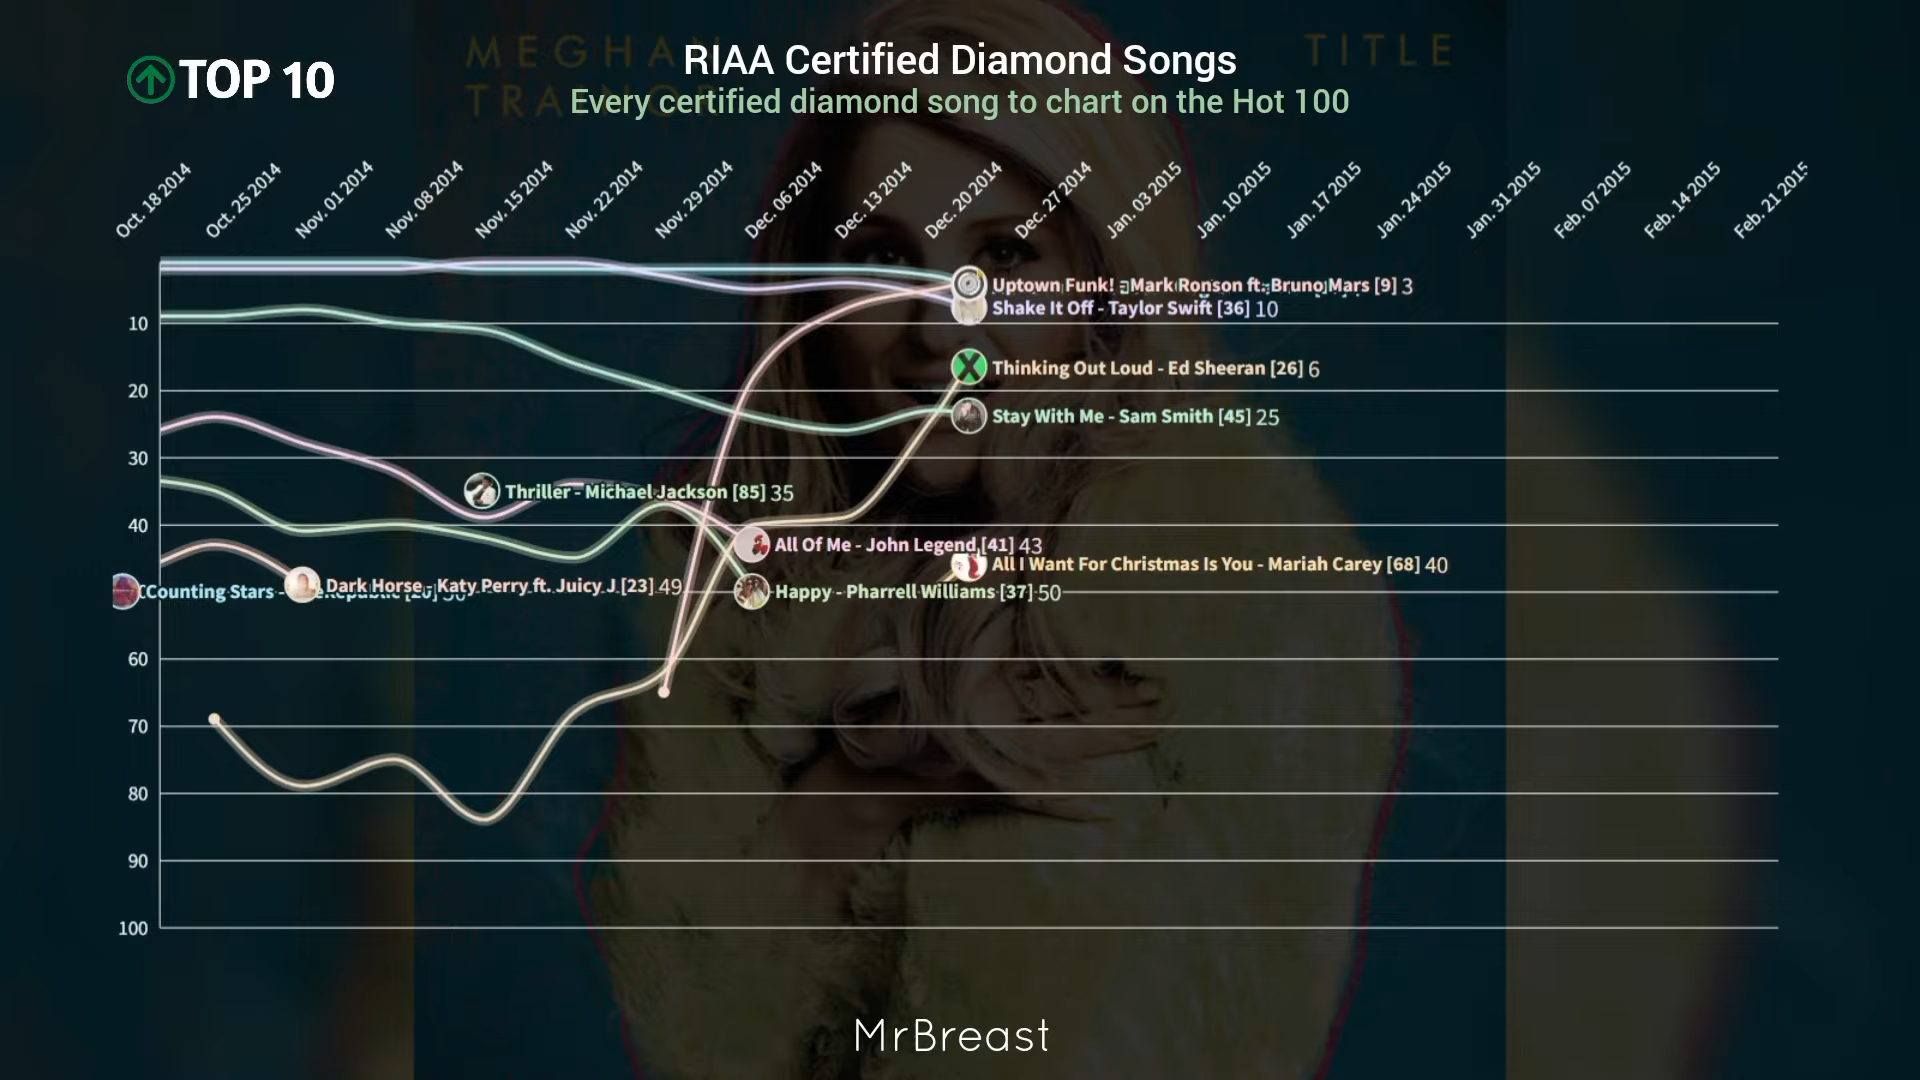 MEGHAN
TRAINOR
TITLE
TOP 10
RIAA Certified Diamond Songs
Every certified diamond song to chart on the Hot 100
Oct. 18 2014
Oct. 25 2014
Nov. 01 2014
Nov. 08 2014
Nov. 15 2014
Nov. 22 2014
Nov. 29 2014
Dec. 06 2014
Dec. 13 2014
Dec. 20 2014
Dec. 27 2014
Jan. 03 2015
Jan. 10 2015
Jan. 17 2015
Jan. 24 2015
Jan. 31 2015
Feb. 07 2015
Feb. 14 2015
Feb. 21 2015
Uptown Funk! - Mark Ronson ft. Bruno Mars [9] 3
Shake It Off - Taylor Swift [36] 10
10
Thinking Out Loud - Ed Sheeran [26] 6
20
Stay With Me - Sam Smith [45] 25
30
Thriller - Michael Jackson [85] 35
40
All Of Me - John Legend [41] 43
All I Want For Christmas Is You - Mariah Carey [68] 40
Dark Horse - Katy Perry ft. Juicy J [23] 49
Counting Stars -
Happy - Pharrell Williams [37] 50
60
70
80
90
100
MrBreast